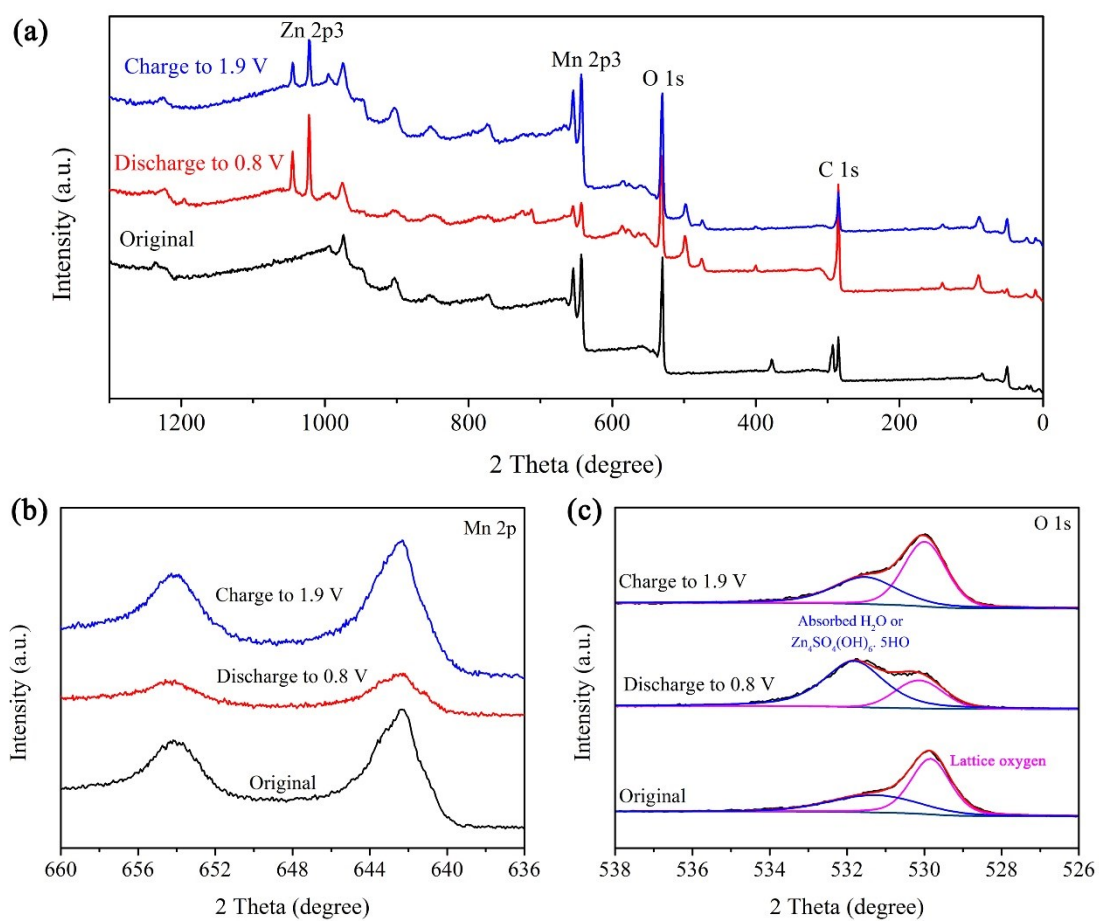 (a)
Zn 2p3
Mn 2p3
O 1s
C 1s
Charge to 1.9 V
Discharge to 0.8 V
Original
Intensity (a.u.)
1200
1000
800
600
400
200
0
2 Theta (degree)
(b)
Mn 2p
Charge to 1.9 V
Discharge to 0.8 V
Original
Intensity (a.u.)
660
656
652
648
644
640
636
2 Theta (degree)
(c)
O 1s
Charge to 1.9 V
Absorbed H₂O or
Zn₄SO₄(OH)₆. 5HO
Discharge to 0.8 V
Lattice oxygen
Original
Intensity (a.u.)
538
536
534
532
530
528
526
2 Theta (degree)